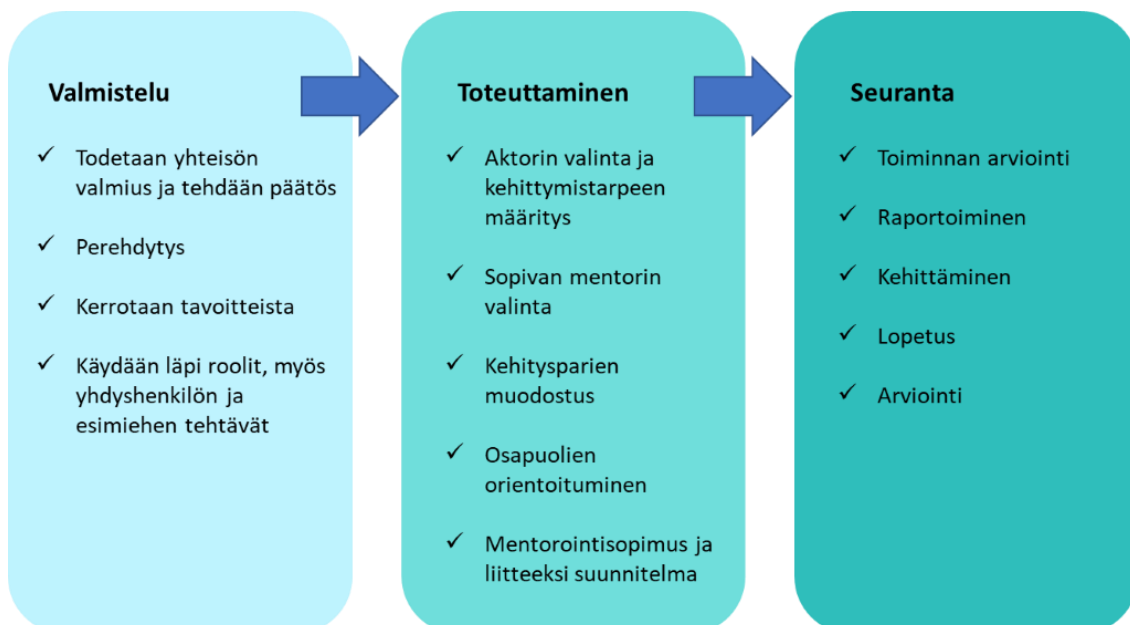 Valmistelu
✓ Todetaan yhteisön
valmius ja tehdään päätös
✓ Perehdytys
✓ Kerrotaan tavoitteista
✓ Käydään läpi roolit, myös
yhdyshenkilön ja
esimiehen tehtävät
Toteuttaminen
✓ Aktorin valinta ja
kehittymistarpeen
määritys
✓ Sopivan mentorin
valinta
✓ Kehitysparien
muodostus
✓ Osapuolien
orientoituminen
✓ Mentorointisopimus ja
liitteeksi suunnitelma
Seuranta
✓ Toiminnan arviointi
✓ Raportoiminen
✓ Kehittäminen
✓ Lopetus
✓ Arviointi